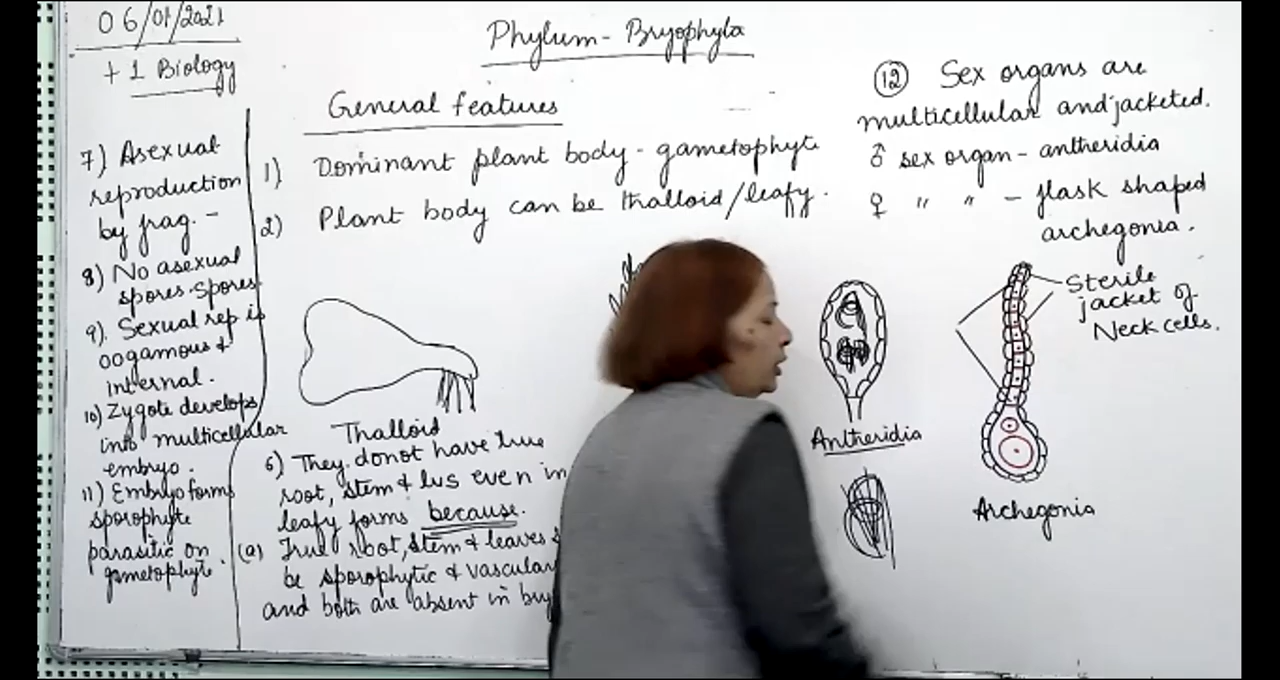 06/01/2021
+1 Biology
Phylum - Bryophyta
General features
1) Dominant plant body - gametophyte
2) Plant body can be thalloid/leafy.
Thalloid
6) They donot have true
root, stem & lvs even in
leafy forms because.
(a) True root, stem & leaves
be sporophytic & vascular
and both are absent in
7) Asexual
reproduction
by frag. -
8) No asexual
spores. Spores
9). Sexual rep is
oogamous &
internal.
10) Zygote develops
into multicellular
embryo.
11) Embryo forms
sporophyte
parasitic on
gametophyte.
12 Sex organs are
multicellular and jacketed.
♂ sex organ - antheridia
♀ " " - flask shaped
archegonia.
Sterile
jacket of
Neck cells.
Antheridia
Archegonia